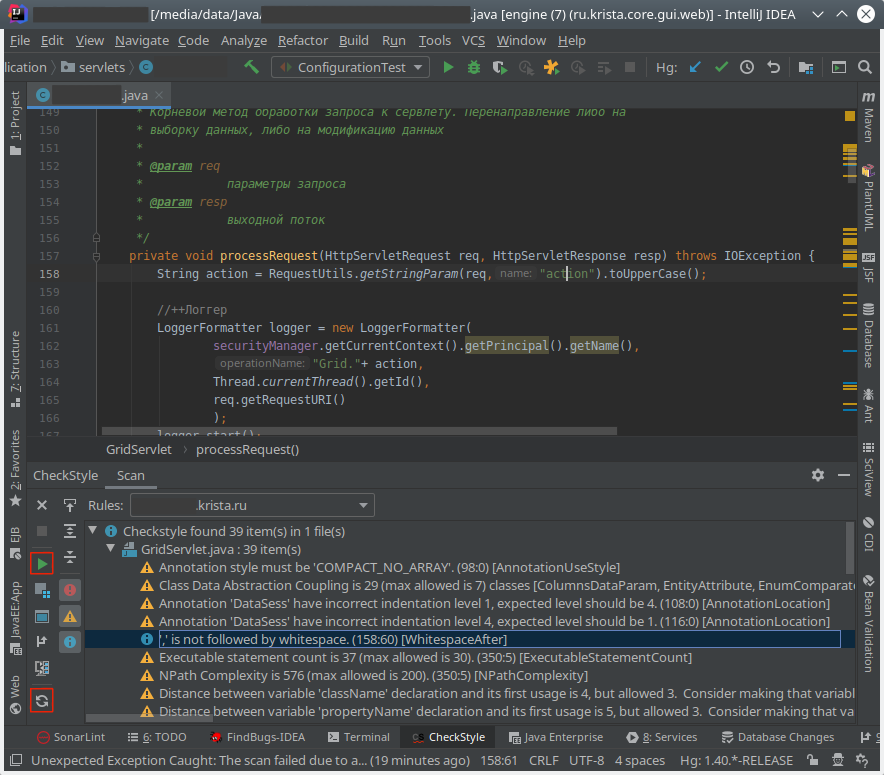 [/media/data/Java/ .java [engine (7) (ru.krista.core.gui.web)] - IntelliJ IDEA
File Edit View Navigate Code Analyze Refactor Build Run Tools VCS Window Help
lication servlets C ConfigurationTest Hg:
C .java
149 * Корневой метод обработки запроса к сервлету. Перенаправление либо на
150 * выборку данных, либо на модификацию данных
151 *
152 * @param req
153 * параметры запроса
154 * @param resp
155 * выходной поток
156 */
157 private void processRequest(HttpServletRequest req, HttpServletResponse resp) throws IOException {
158 String action = RequestUtils.getStringParam(req, name: "action").toUpperCase();
159
160 //++Логгер
161 LoggerFormatter logger = new LoggerFormatter(
162 securityManager.getCurrentContext().getPrincipal().getName(),
163 operationName: "Grid."+ action,
164 Thread.currentThread().getId(),
165 req.getRequestURI()
166 );
167 logger.start();
GridServlet processRequest()
1: Project
7: Structure
2: Favorites
EJB
JavaEE:App
Web
m Maven
PlantUML
JSF JSF
Database
Ant
SciView
CDI
Bean Validation
CheckStyle Scan
Rules: .krista.ru
Checkstyle found 39 item(s) in 1 file(s)
GridServlet.java : 39 item(s)
Annotation style must be 'COMPACT_NO_ARRAY'. (98:0) [AnnotationUseStyle]
Class Data Abstraction Coupling is 29 (max allowed is 7) classes [ColumnsDataParam, EntityAttribute, EnumComparat
Annotation 'DataSess' have incorrect indentation level 1, expected level should be 4. (108:0) [AnnotationLocation]
Annotation 'DataSess' have incorrect indentation level 4, expected level should be 1. (116:0) [AnnotationLocation]
',' is not followed by whitespace. (158:60) [WhitespaceAfter]
Executable statement count is 37 (max allowed is 30). (350:5) [ExecutableStatementCount]
NPath Complexity is 576 (max allowed is 200). (350:5) [NPathComplexity]
Distance between variable 'className' declaration and its first usage is 4, but allowed 3. Consider making that variabl
Distance between variable 'propertyName' declaration and its first usage is 5, but allowed 3. Consider making that va
SonarLint 6: TODO FindBugs-IDEA Terminal CheckStyle Java Enterprise 8: Services Database Changes 9
Unexpected Exception Caught: The scan failed due to a... (19 minutes ago) 158:61 CRLF UTF-8 4 spaces Hg: 1.40.*-RELEASE